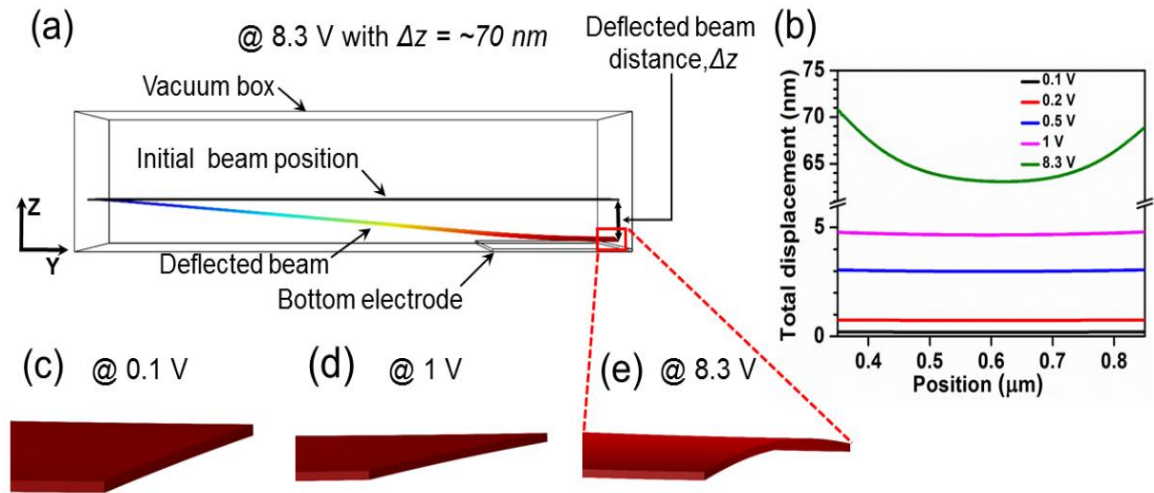 (a)
@ 8.3 V with Δz = ~70 nm
Deflected beam
distance,Δz
Vacuum box
Initial beam position
Z
Y
Deflected beam
Bottom electrode
(b)
75
70
65
5
0
Total displacement (nm)
0.1 V
0.2 V
0.5 V
1 V
8.3 V
0.4 0.5 0.6 0.7 0.8
Position (μm)
(c) @ 0.1 V
(d) @ 1 V
(e) @ 8.3 V